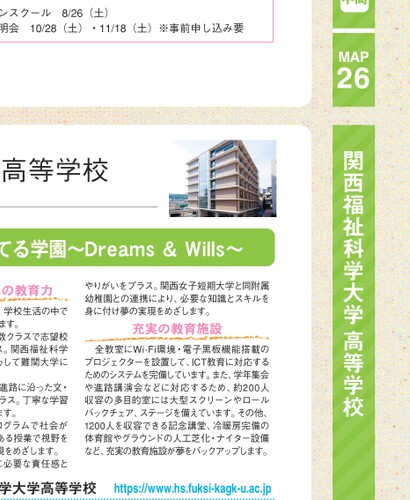 ンスクール　8/26（土）
明会　10/28（土）・11/18（土）※事前申し込み要
MAP
26
関西福祉科学大学高等学校
高等学校
てる学園〜Dreams & Wills〜
の教育力
、学校生活の中で
ます。
数クラスで志望校
ス。関西福祉科学
心して難関大学に
進路に沿った文・
ラス。丁寧な学習
ます。
ログラムで社会が
ある授業で視野を
現をめざします。
に必要な責任感と
やりがいをプラス。関西女子短期大学と同附属
幼稚園との連携により、必要な知識とスキルを
身に付け夢の実現をめざします。
充実の教育施設
全教室にWi-Fi環境・電子黒板機能搭載の
プロジェクターを設置して、ICT教育に対応する
ためのシステムを完備しています。また、学年集会
や進路講演会などに対応するため、約200人
収容の多目的室には大型スクリーンやロール
バックチェア、ステージを備えています。その他、
1200人を収容できる記念講堂、冷暖房完備の
体育館やグラウンドの人工芝化・ナイター設備
など、充実の教育施設が夢をバックアップします。
学大学高等学校
https://www.hs.fuksi-kagk-u.ac.jp